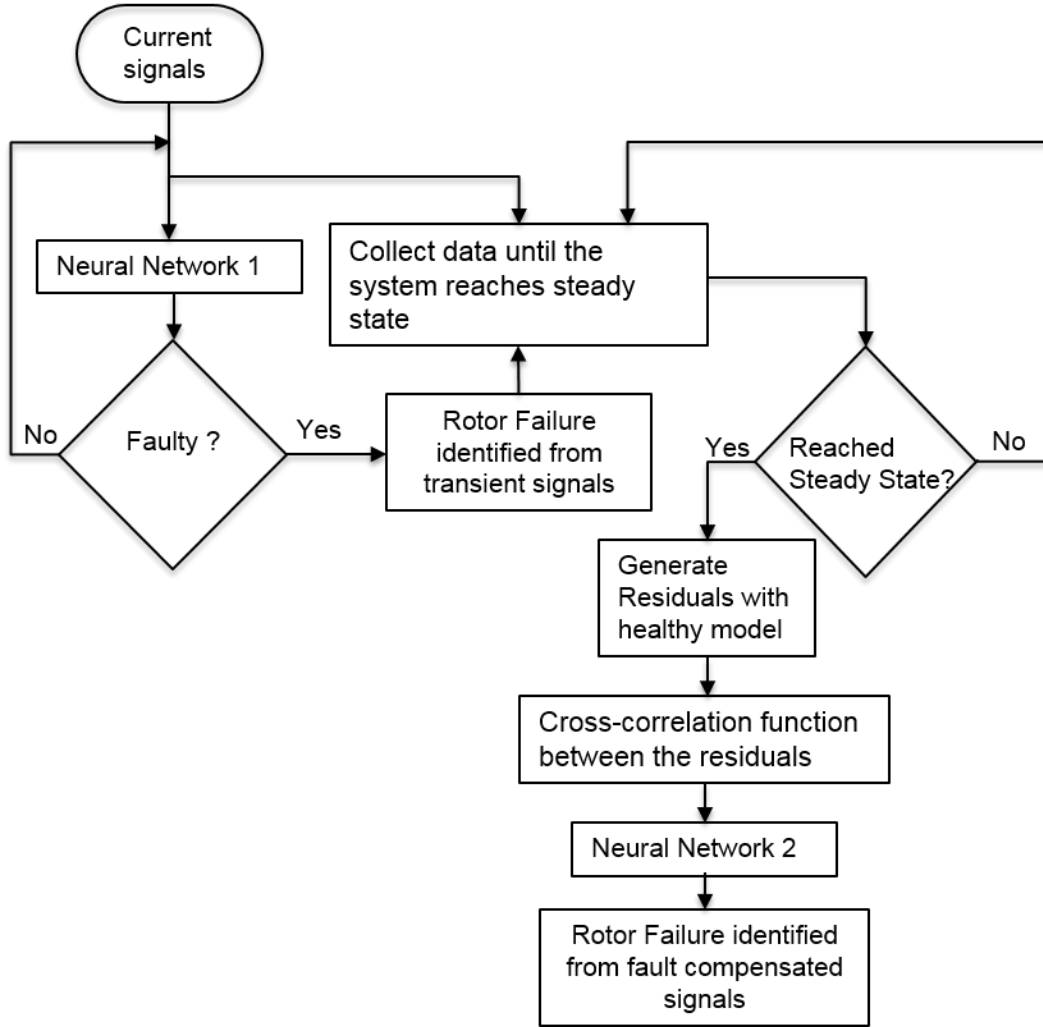 Current
signals
Neural Network 1
Collect data until the
system reaches steady
state
Faulty ?
No
Yes
Rotor Failure
identified from
transient signals
Reached
Steady State?
Yes
No
Generate
Residuals with
healthy model
Cross-correlation function
between the residuals
Neural Network 2
Rotor Failure identified
from fault compensated
signals